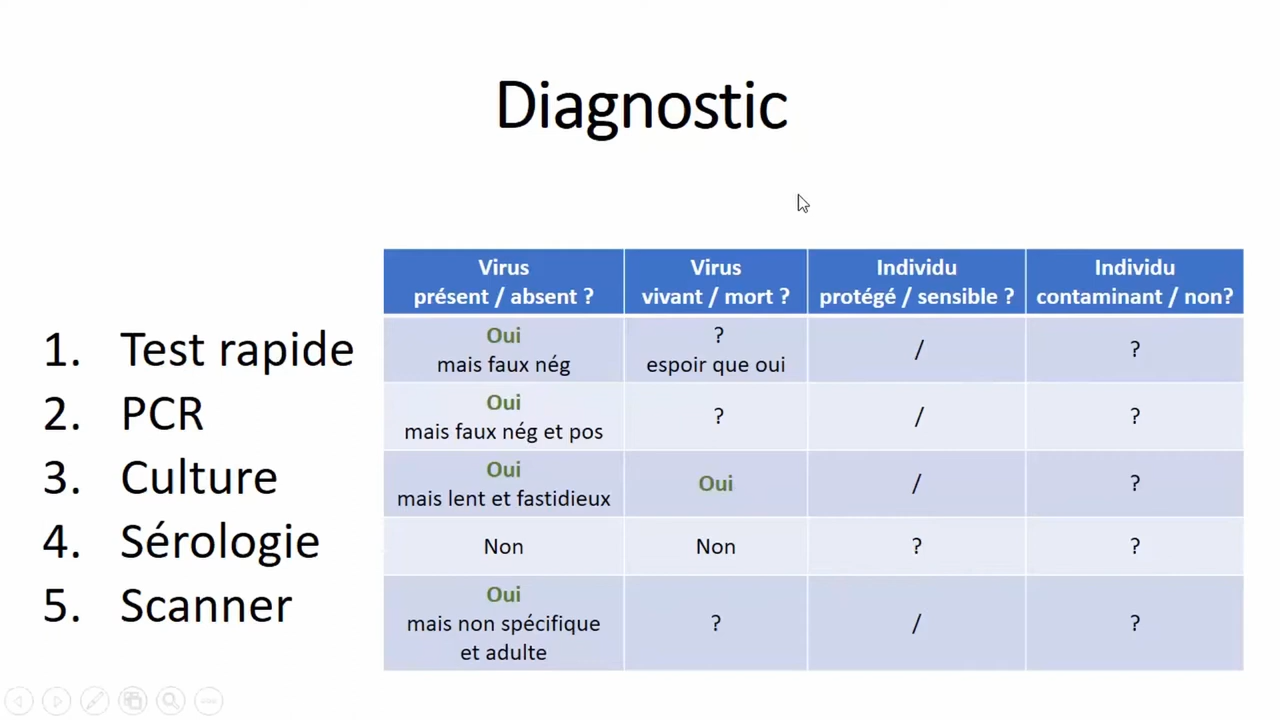 Diagnostic
Virus présent / absent ? Virus vivant / mort ? Individu protégé / sensible ? Individu contaminant / non?
1. Test rapide Oui mais faux nég ? espoir que oui / ?
2. PCR Oui mais faux nég et pos ? / ?
3. Culture Oui mais lent et fastidieux Oui / ?
4. Sérologie Non Non ? ?
5. Scanner Oui mais non spécifique et adulte ? / ?